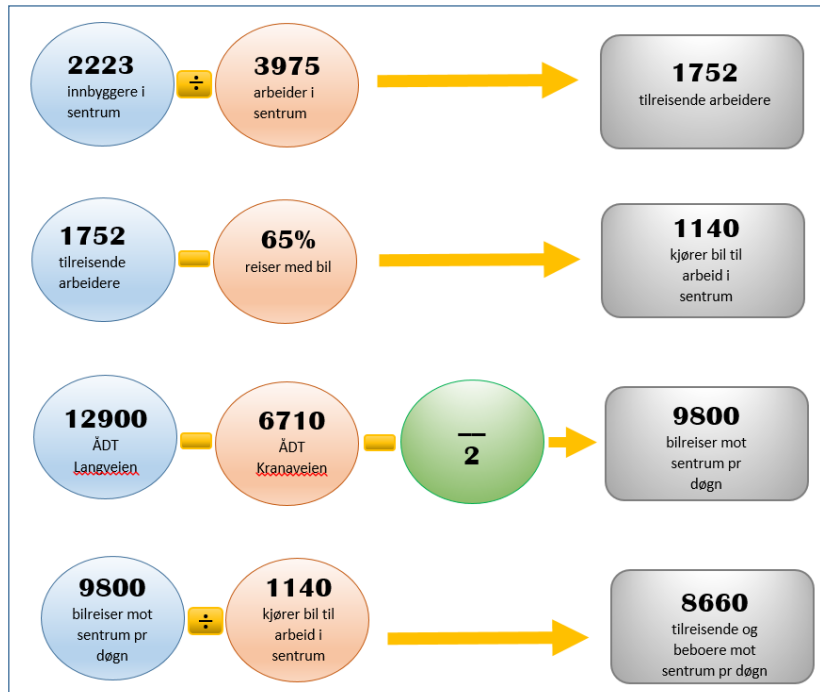 2223
innbyggere i
sentrum
÷
3975
arbeider i
sentrum
1752
tilreisende arbeidere
1752
tilreisende
arbeidere
65%
reiser med bil
1140
kjører bil til
arbeid i
sentrum
12900
ÅDT
Langveien
6710
ÅDT
Kranaveien
__
2
9800
bilreiser mot
sentrum pr
døgn
9800
bilreiser mot
sentrum pr
døgn
÷
1140
kjører bil til
arbeid i
sentrum
8660
tilreisende og
beboere mot
sentrum pr døgn